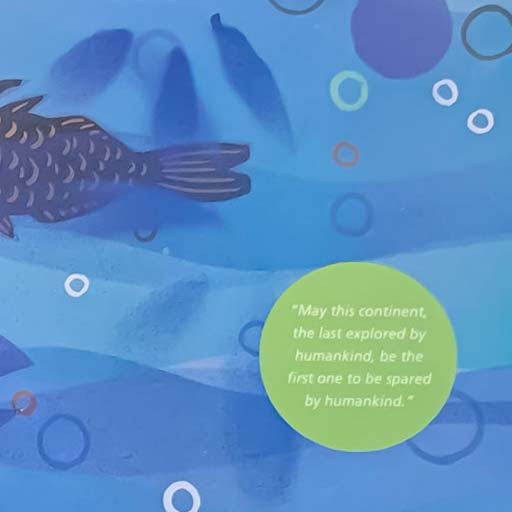 "May this continent,
the last explored by
humankind, be the
first one to be spared
by humankind."